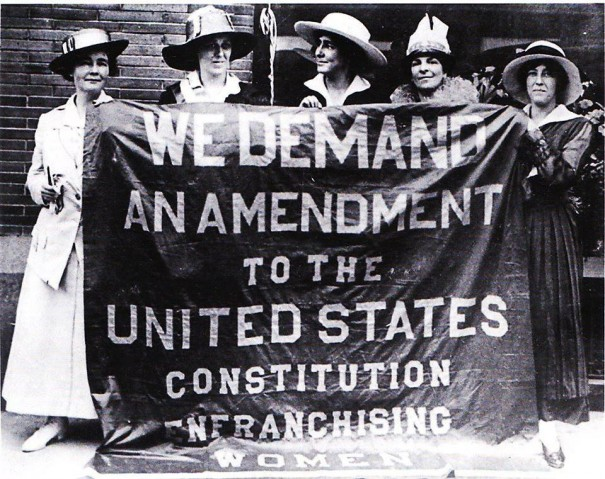 WE DEMAND
AN AMENDMENT
TO THE
UNITED STATES
CONSTITUTION
ENFRANCHISING
WOMEN